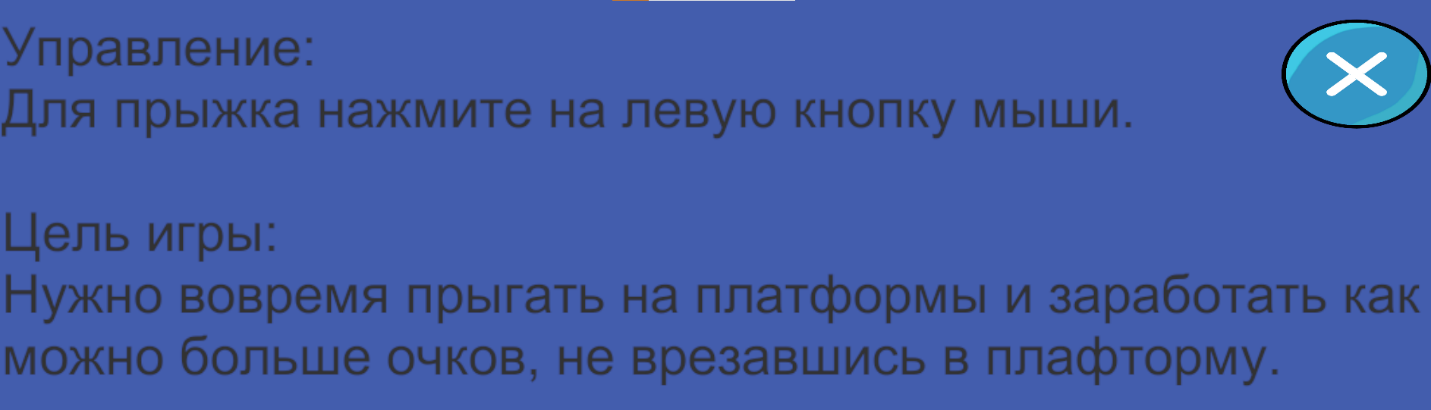 Управление:
Для прыжка нажмите на левую кнопку мыши.
Цель игры:
Нужно вовремя прыгать на платформы и заработать как
можно больше очков, не врезавшись в плафторму.